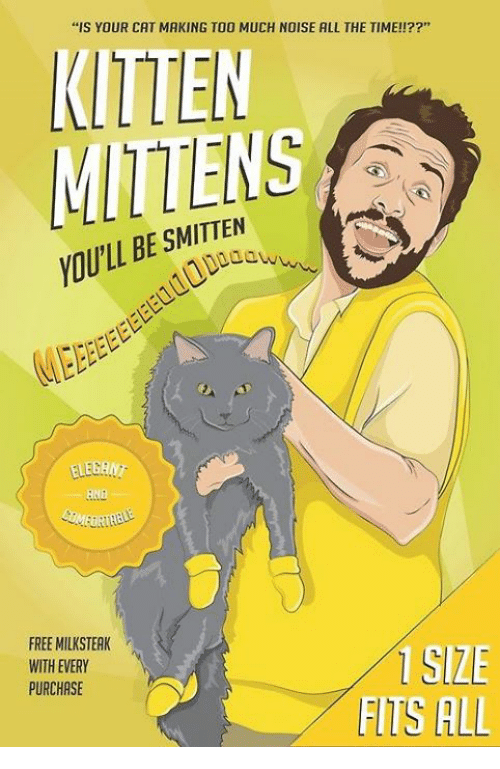 “IS YOUR CAT MAKING TOO MUCH NOISE ALL THE TIME!!??”
KITTEN
MITTENS
YOU'LL BE SMITTEN
MEEEEEEEEEOOODOOOOWWWW
ELEGANT
AND
COMFORTABLE
FREE MILKSTEAK
WITH EVERY
PURCHASE
1 SIZE
FITS ALL